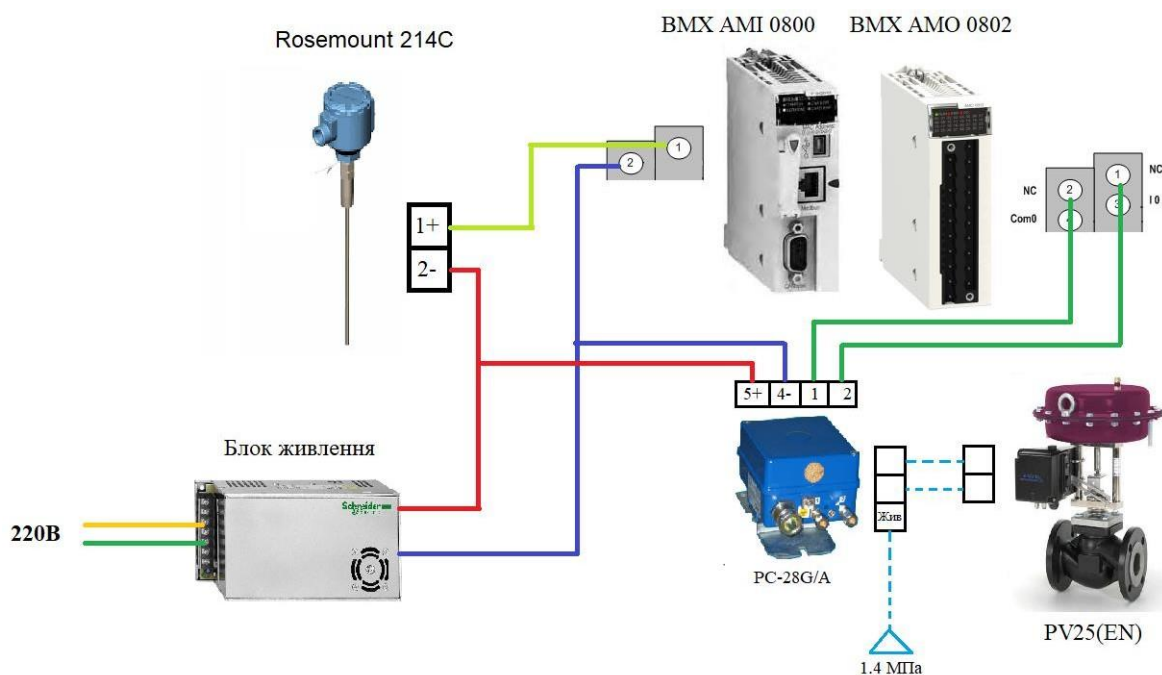 BMX AMI 0800
BMX AMO 0802
Rosemount 214C
1
2
1
NC
NC
2
3
I 0
Com0
1+
2-
5+
4-
1
2
Блок живлення
Schneider
220В
Жив
PC-28G/A
PV25(EN)
1.4 МПа